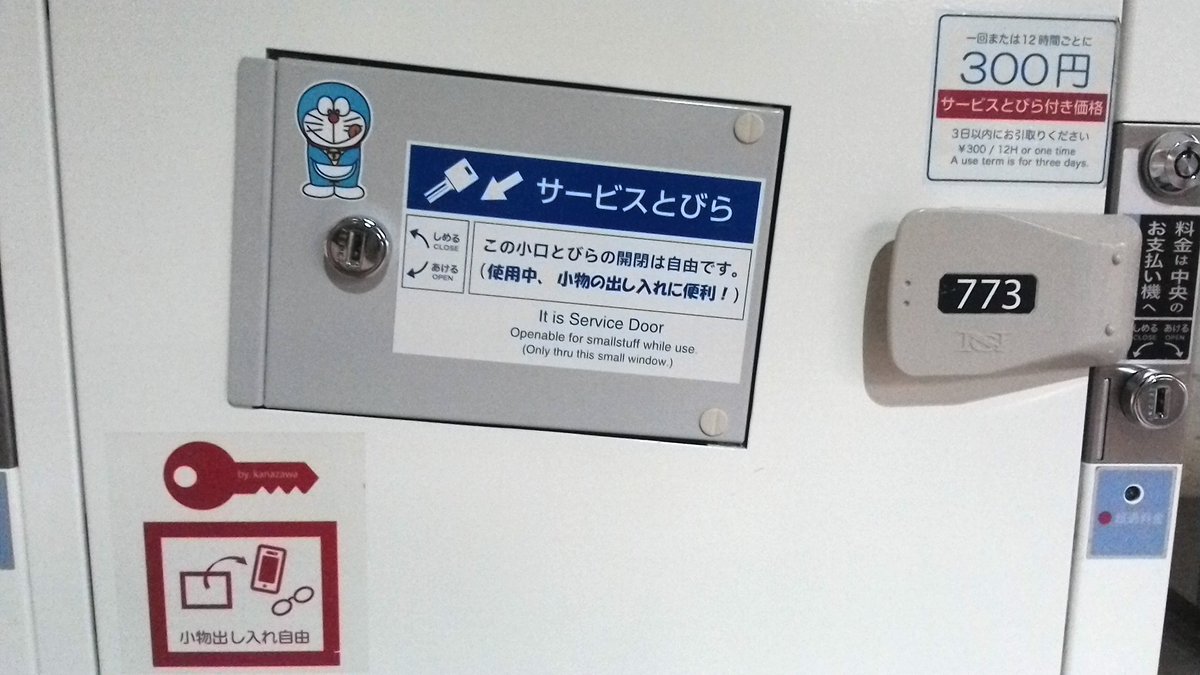 一回または12時間ごとに
300円
サービスとびら付き価格
3日以内にお引取りください
¥300 / 12H or one time
A use term is for three days.
サービスとびら
しめる
CLOSE
あける
OPEN
この小口とびらの開閉は自由です。
(使用中、小物の出し入れに便利！)
It is Service Door
Openable for smallstuff while use.
(Only thru this small window.)
773
料金は中央の
お支払い機へ
しめる
CLOSE
あける
OPEN
by. kanazawa
小物出し入れ自由